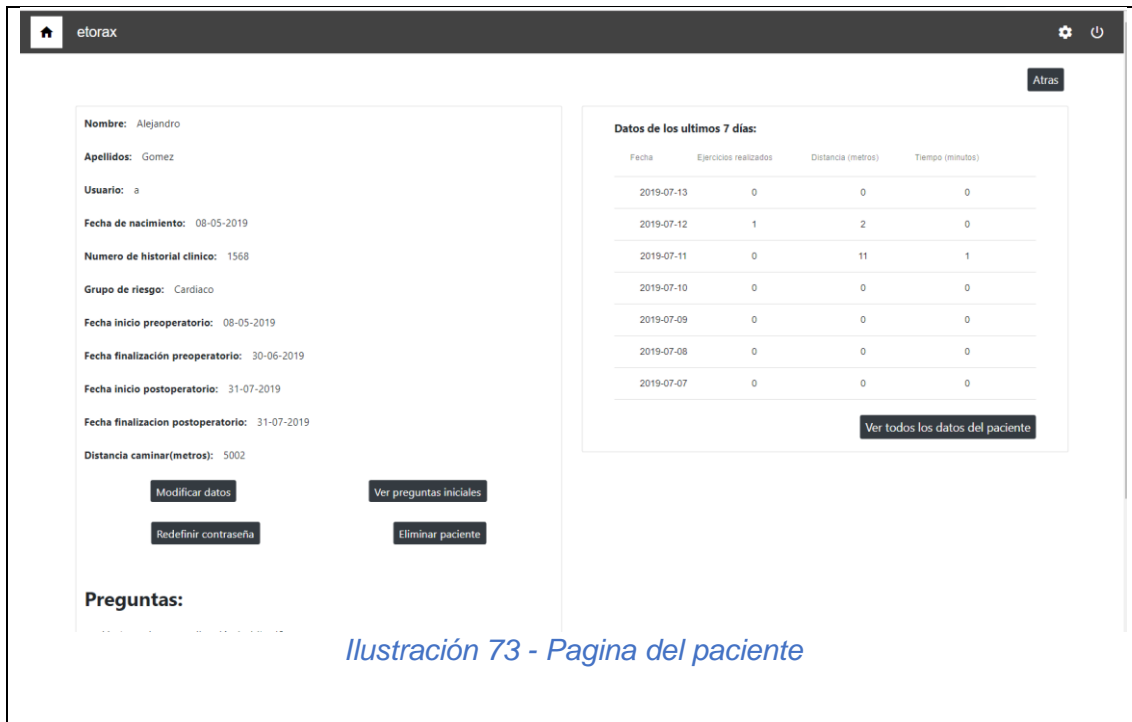 etorax
Atras
Nombre: Alejandro
Apellidos: Gomez
Usuario: a
Fecha de nacimiento: 08-05-2019
Numero de historial clinico: 1568
Grupo de riesgo: Cardiaco
Fecha inicio preoperatorio: 08-05-2019
Fecha finalización preoperatorio: 30-06-2019
Fecha inicio postoperatorio: 31-07-2019
Fecha finalizacion postoperatorio: 31-07-2019
Distancia caminar(metros): 5002
Modificar datos Ver preguntas iniciales
Redefinir contraseña Eliminar paciente
Preguntas:
Datos de los ultimos 7 días:
Fecha Ejercicios realizados Distancia (metros) Tiempo (minutos)
2019-07-13 0 0 0
2019-07-12 1 2 0
2019-07-11 0 11 1
2019-07-10 0 0 0
2019-07-09 0 0 0
2019-07-08 0 0 0
2019-07-07 0 0 0
Ver todos los datos del paciente
Ilustración 73 - Pagina del paciente